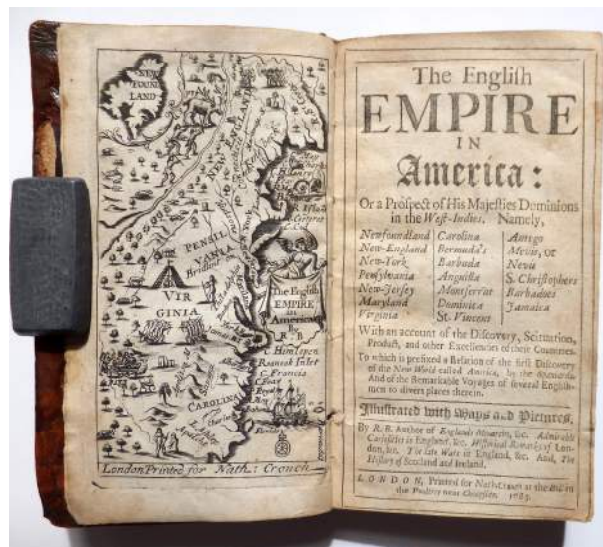 NEW
FOUND
LAND
NEW ENGLAND
PENSIL
VANIA
VIR
GINIA
The English
EMPIRE
in
America
By
R B
C Hinlopen
Roanoak Inlet
C Francis
C Fear
CAROLINA
London Printed for Nath: Crouch
The Engliſh
EMPIRE
IN
America:
Or a Proſpect of His Majeſties Dominions
in the Weſt-Indies. Namely,
Newfoundland Carolina Antego
New-England Bermuda's Mevis, or
New-York Barbuda Nevis
Penſylvania Anguilla S. Chriſtophers
New-Jerſey Monſerrat Barbadoes
Maryland Dominica Jamaica
Virginia St. Vincent
With an account of the Diſcovery, Scituation,
Product, and other Excellencies of theſe Countries.
To which is prefixed a Relation of the firſt Diſcovery
of the New World called America, by the Spaniards.
And of the Remarkable Voyages of ſeveral Engliſh-
men to divers places therein.
Illuſtrated with Maps and Pictures.
By R. B. Author of Englands Monarchs, &c. Admirable
Curioſities in England, &c. Hiſtorical Remarks of Lon-
don, &c. The late Wars in England, &c. And, The
Hiſtory of Scotland and Ireland.
LONDON, Printed for Nath. Crouch at the Bell in
the Poultry near Cheapſide. 1685.